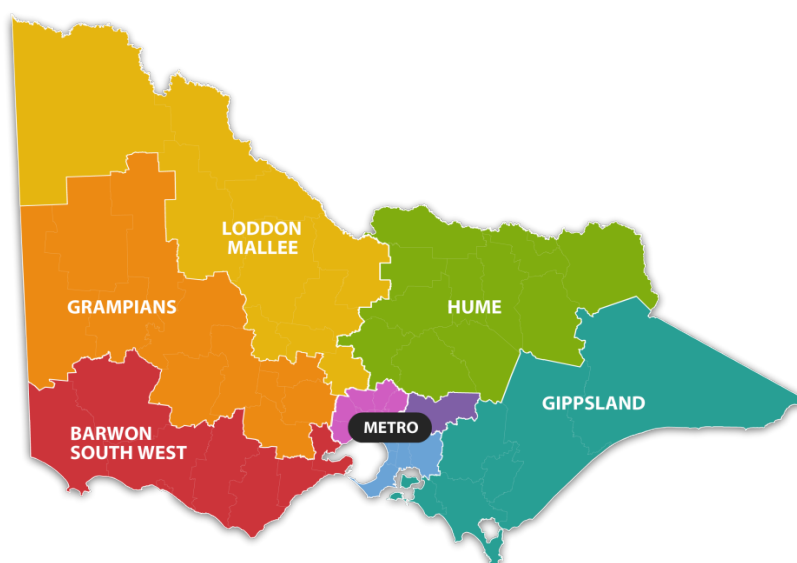 LODDON
MALLEE
GRAMPIANS
HUME
GIPPSLAND
METRO
BARWON
SOUTH WEST